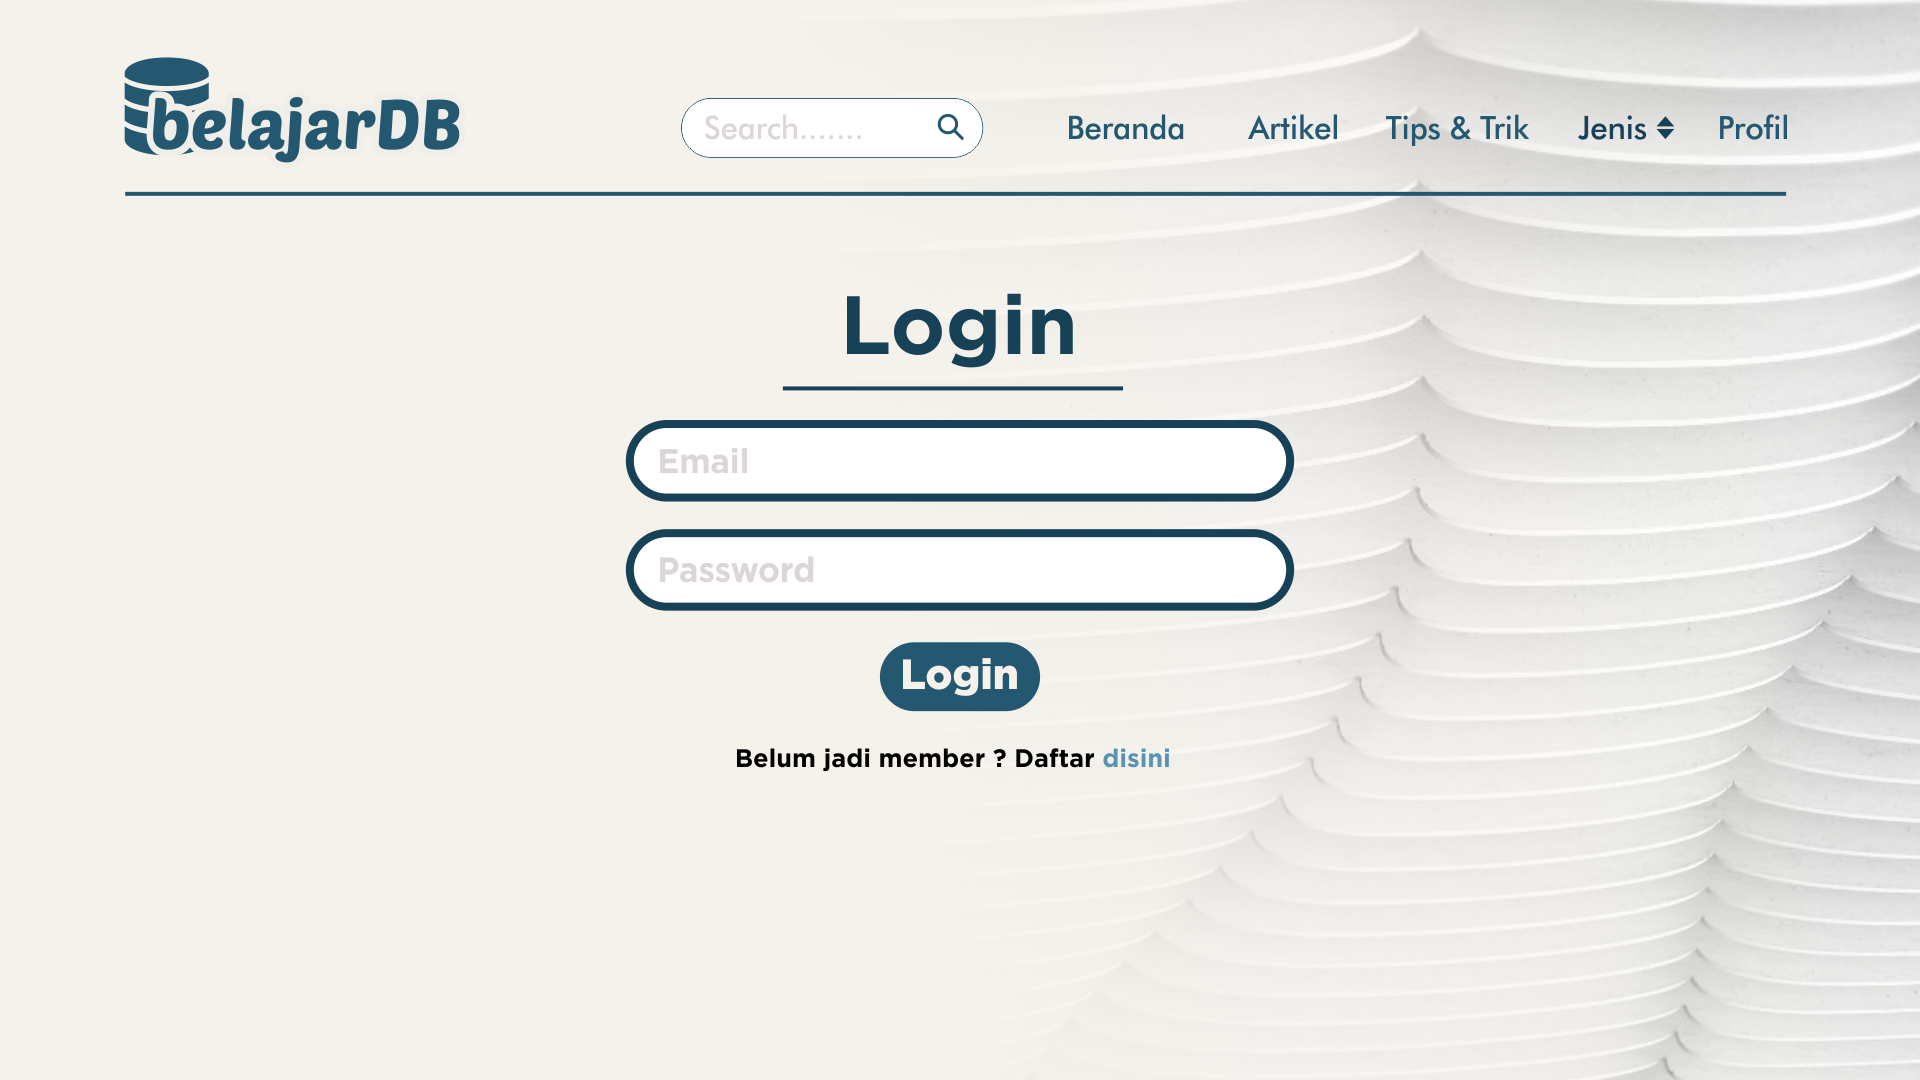 belajarDB
Search.......
Beranda
Artikel
Tips & Trik
Jenis
Profil
Login
Email
Password
Login
Belum jadi member ? Daftar disini